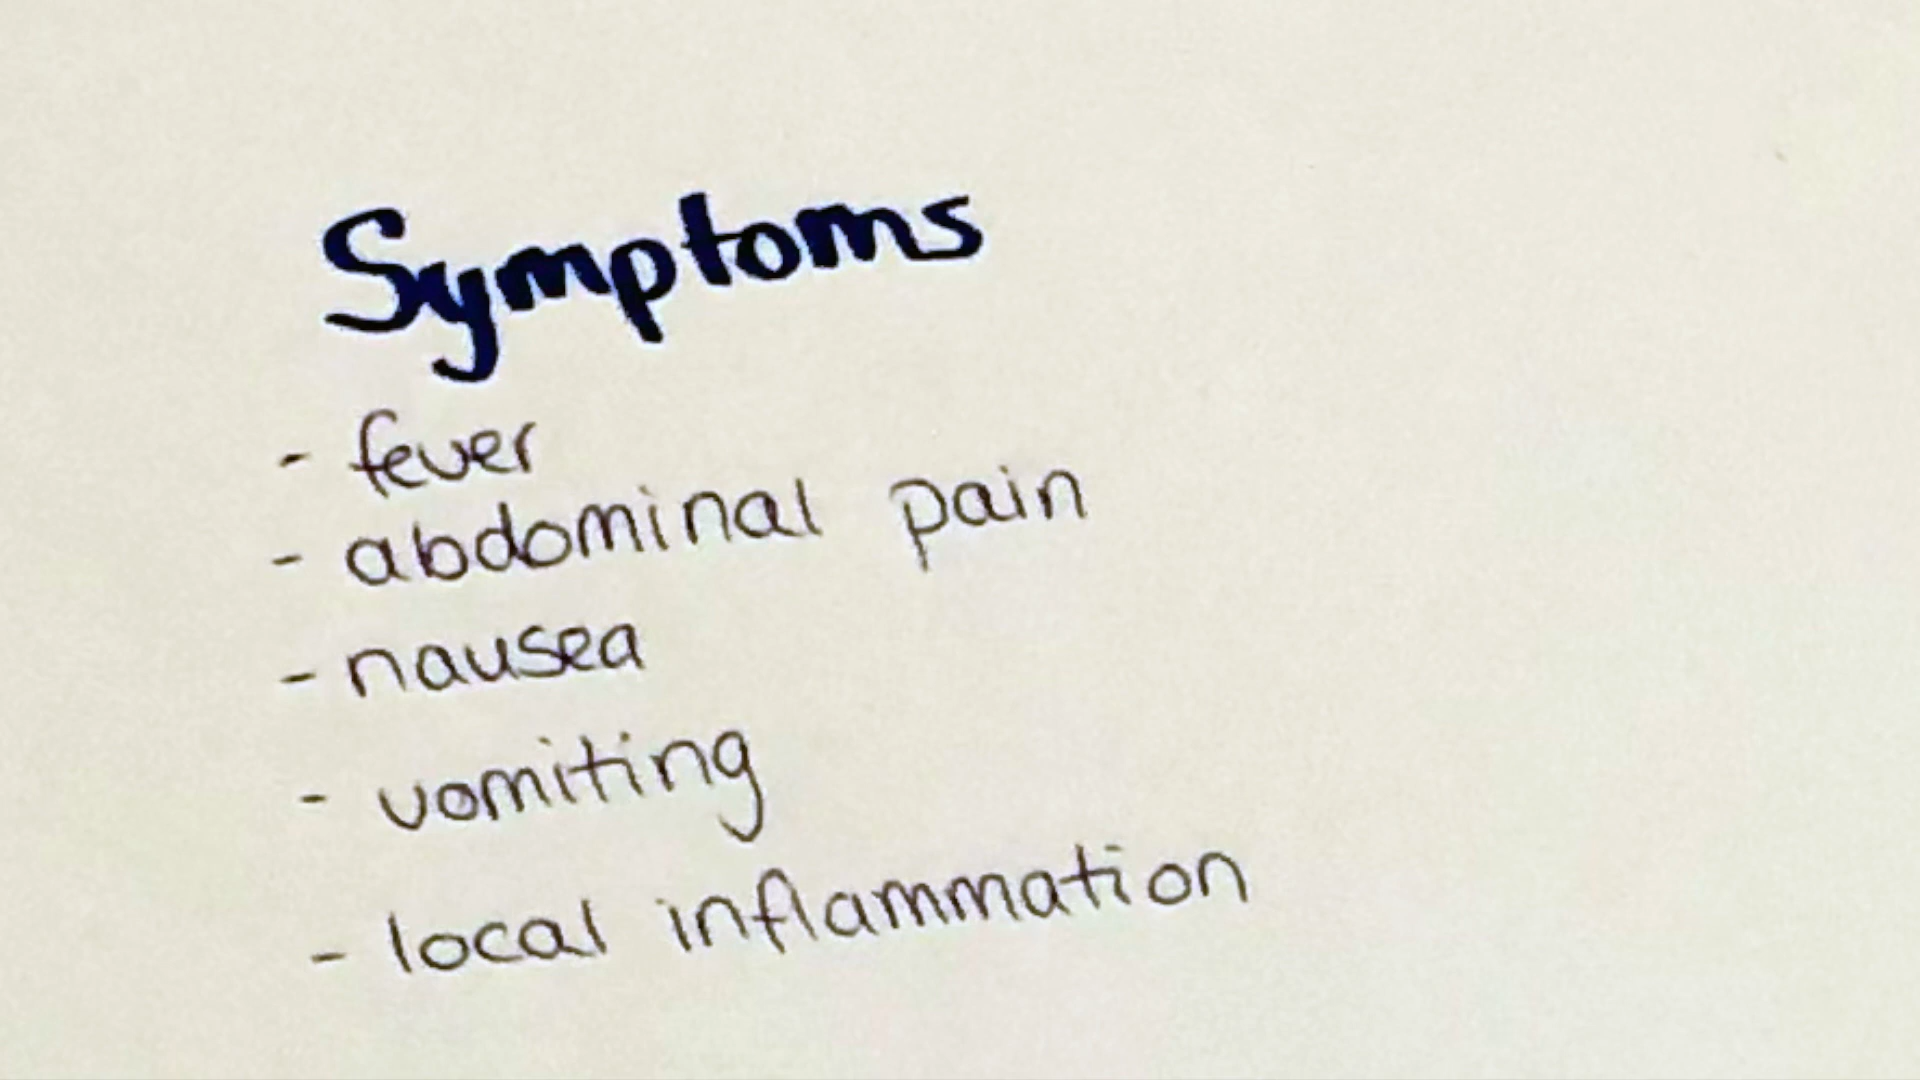 Symptoms
- fever
- abdominal pain
- nausea
- vomiting
- local inflammation